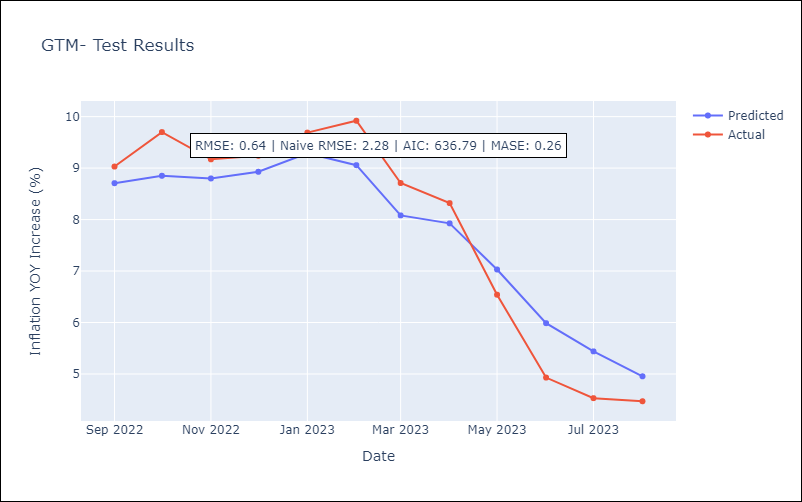 GTM- Test Results
Predicted
Actual
RMSE: 0.64 | Naive RMSE: 2.28 | AIC: 636.79 | MASE: 0.26
Inflation YOY Increase (%)
10
9
8
7
6
5
Sep 2022
Nov 2022
Jan 2023
Mar 2023
May 2023
Jul 2023
Date